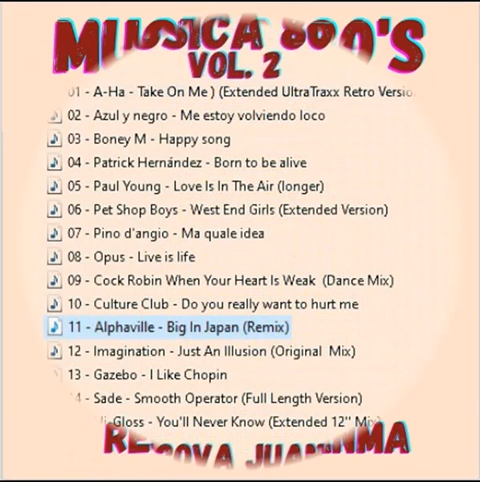 MUSICA 80'S
VOL. 2
01 - A-Ha - Take On Me ) (Extended UltraTraxx Retro Versio
02 - Azul y negro - Me estoy volviendo loco
03 - Boney M - Happy song
04 - Patrick Hernández - Born to be alive
05 - Paul Young - Love Is In The Air (longer)
06 - Pet Shop Boys - West End Girls (Extended Version)
07 - Pino d'angio - Ma quale idea
08 - Opus - Live is life
09 - Cock Robin When Your Heart Is Weak  (Dance Mix)
10 - Culture Club - Do you really want to hurt me
11 - Alphaville - Big In Japan (Remix)
12 - Imagination - Just An Illusion (Original  Mix)
13 - Gazebo - I Like Chopin
14 - Sade - Smooth Operator (Full Length Version)
i-Gloss - You'll Never Know (Extended 12" Mix)